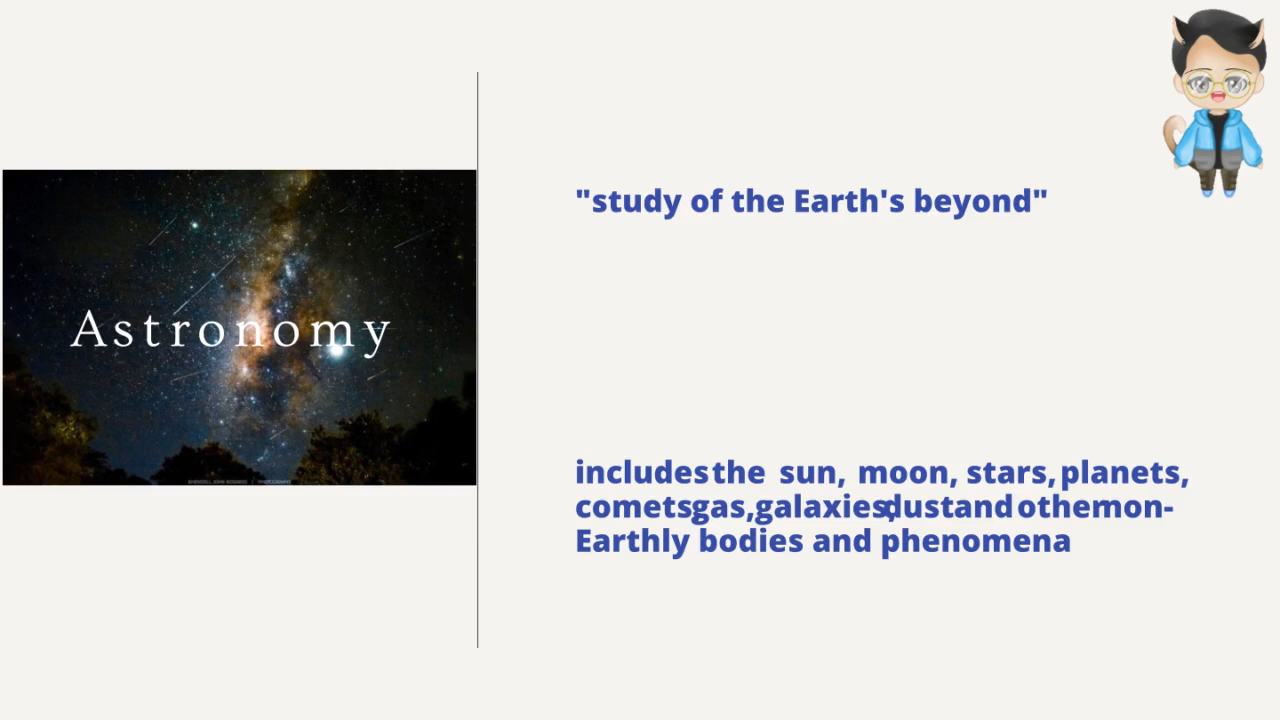 Astronomy
"study of the Earth's beyond"
includes the sun, moon, stars, planets,
comets gas, galaxies, dust and other non-
Earthly bodies and phenomena